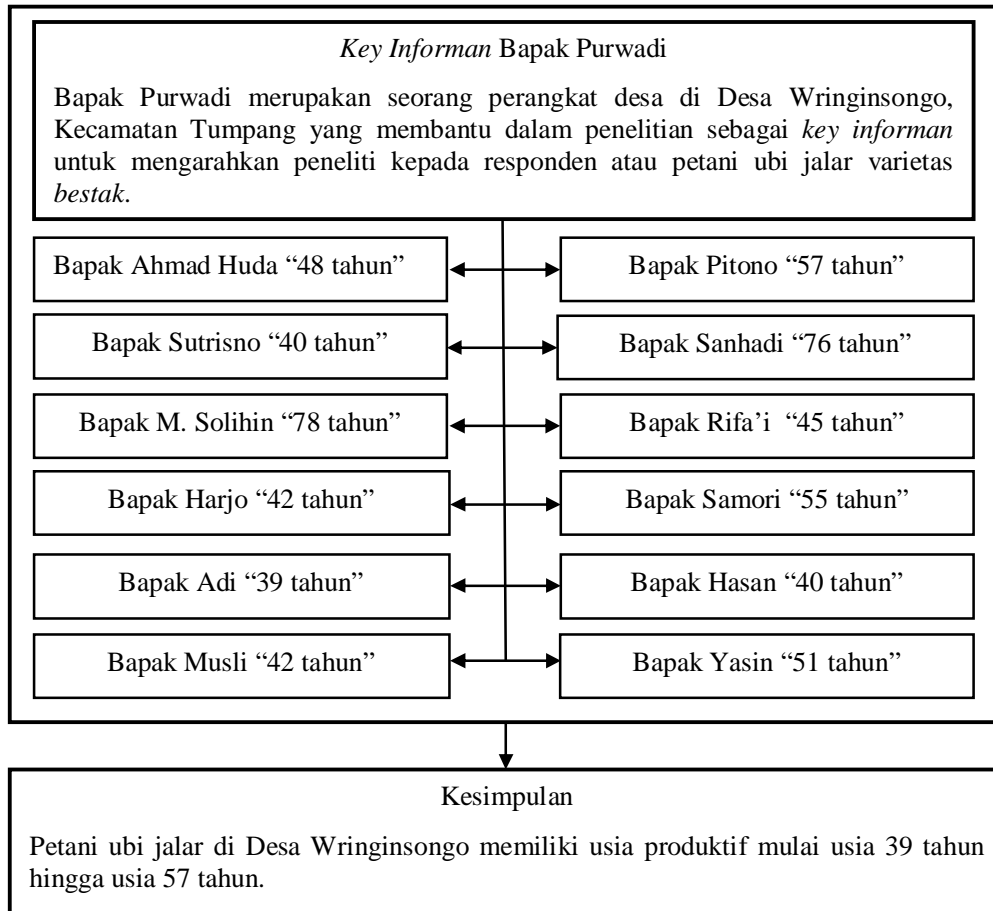 Key Informan Bapak Purwadi
Bapak Purwadi merupakan seorang perangkat desa di Desa Wringinsongo,
Kecamatan Tumpang yang membantu dalam penelitian sebagai key informan
untuk mengarahkan peneliti kepada responden atau petani ubi jalar varietas
bestak.
Bapak Ahmad Huda “48 tahun”
Bapak Pitono “57 tahun”
Bapak Sutrisno “40 tahun”
Bapak Sanhadi “76 tahun”
Bapak M. Solihin “78 tahun”
Bapak Rifa’i “45 tahun”
Bapak Harjo “42 tahun”
Bapak Samori “55 tahun”
Bapak Adi “39 tahun”
Bapak Hasan “40 tahun”
Bapak Musli “42 tahun”
Bapak Yasin “51 tahun”
Kesimpulan
Petani ubi jalar di Desa Wringinsongo memiliki usia produktif mulai usia 39 tahun
hingga usia 57 tahun.